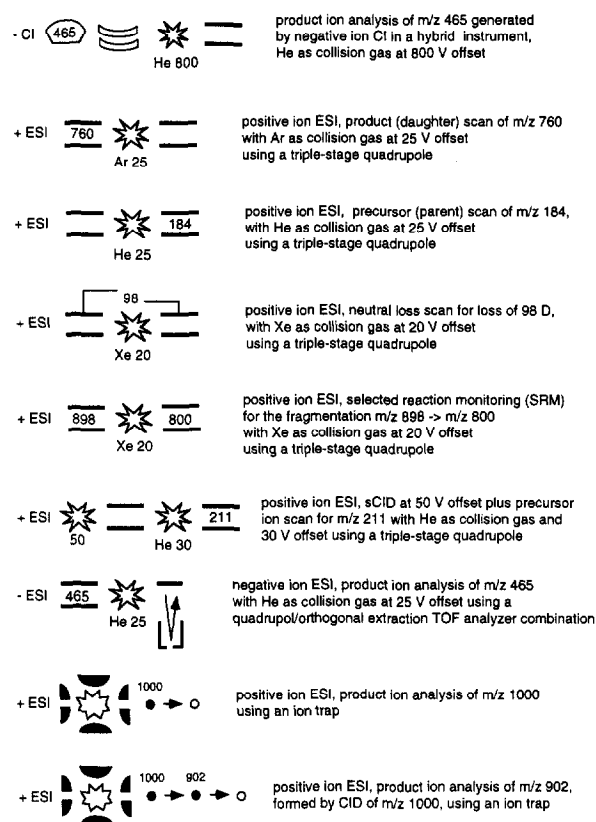 - CI 465 He 800
product ion analysis of m/z 465 generated
by negative ion CI in a hybrid instrument,
He as collision gas at 800 V offset
+ ESI 760 Ar 25
positive ion ESI, product (daughter) scan of m/z 760
with Ar as collision gas at 25 V offset
using a triple-stage quadrupole
+ ESI 184 He 25
positive ion ESI, precursor (parent) scan of m/z 184,
with He as collision gas at 25 V offset
using a triple-stage quadrupole
98
+ ESI Xe 20
positive ion ESI, neutral loss scan for loss of 98 D,
with Xe as collision gas at 20 V offset
using a triple-stage quadrupole
+ ESI 898 800 Xe 20
positive ion ESI, selected reaction monitoring (SRM)
for the fragmentation m/z 898 -> m/z 800
with Xe as collision gas at 20 V offset
using a triple-stage quadrupole
+ ESI 211
50 He 30
positive ion ESI, sCID at 50 V offset plus precursor
ion scan for m/z 211 with He as collision gas and
30 V offset using a triple-stage quadrupole
- ESI 465 He 25
negative ion ESI, product ion analysis of m/z 465
with He as collision gas at 25 V offset using a
quadrupol/orthogonal extraction TOF analyzer combination
+ ESI 1000
positive ion ESI, product ion analysis of m/z 1000
using an ion trap
+ ESI 1000 902
positive ion ESI, product ion analysis of m/z 902,
formed by CID of m/z 1000, using an ion trap